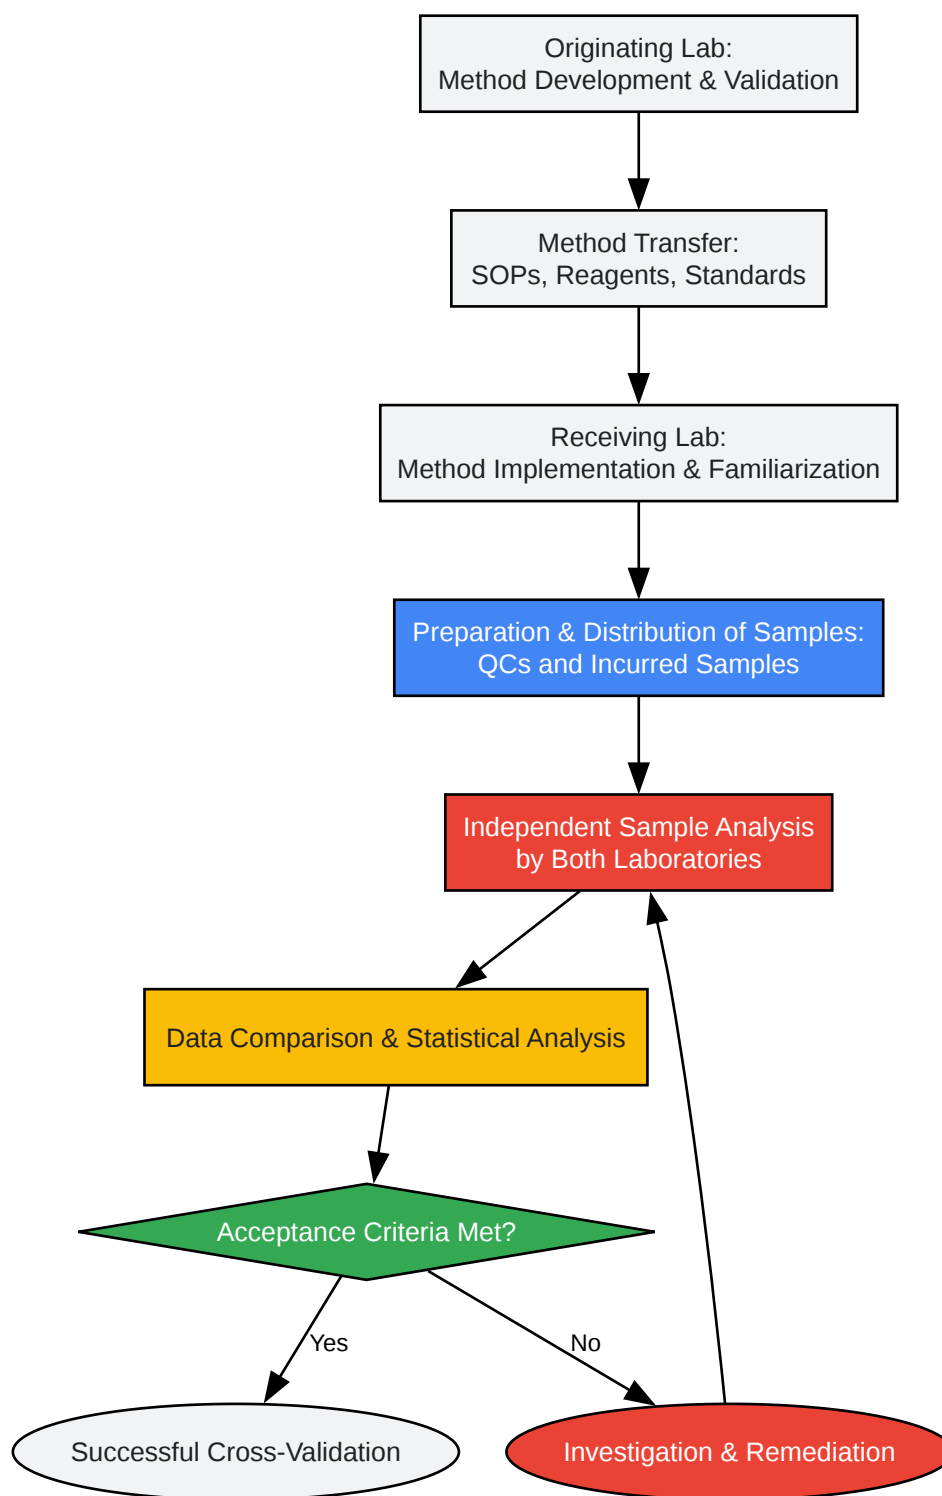 Originating Lab:
Method Development & Validation
Method Transfer:
SOPs, Reagents, Standards
Receiving Lab:
Method Implementation & Familiarization
Preparation & Distribution of Samples:
QCs and Incurred Samples
Independent Sample Analysis
by Both Laboratories
Data Comparison & Statistical Analysis
Acceptance Criteria Met?
Yes
No
Successful Cross-Validation
Investigation & Remediation